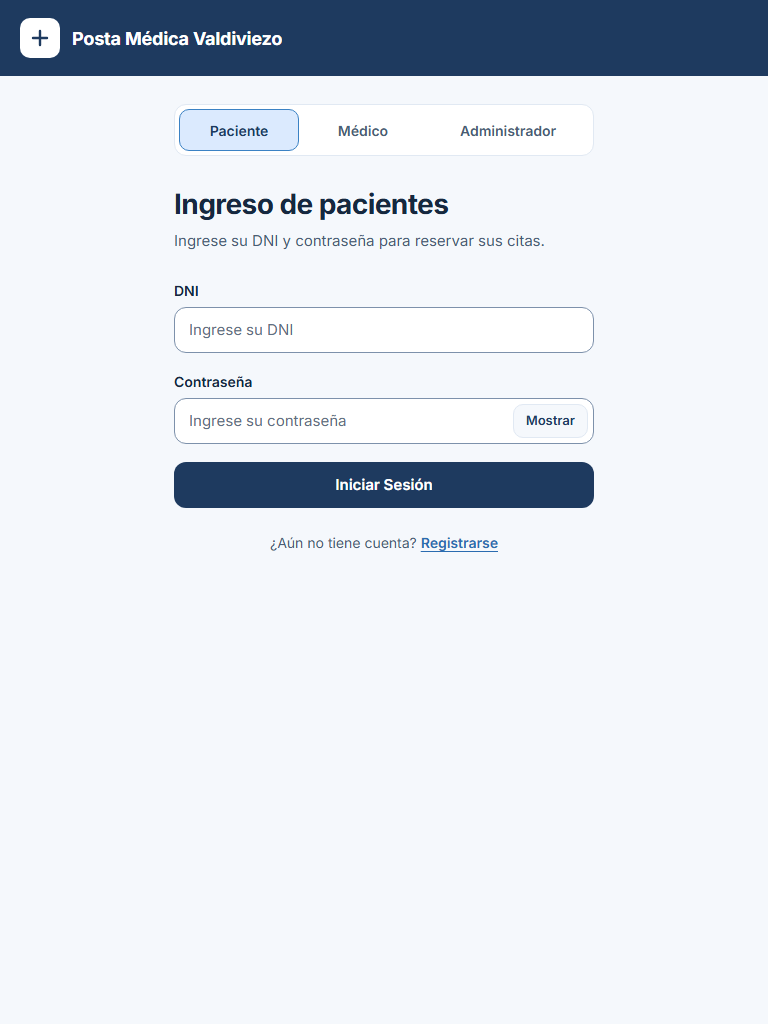 Posta Médica Valdiviezo
Paciente Médico Administrador
Ingreso de pacientes
Ingrese su DNI y contraseña para reservar sus citas.
DNI
Ingrese su DNI
Contraseña
Ingrese su contraseña Mostrar
Iniciar Sesión
¿Aún no tiene cuenta? Registrarse